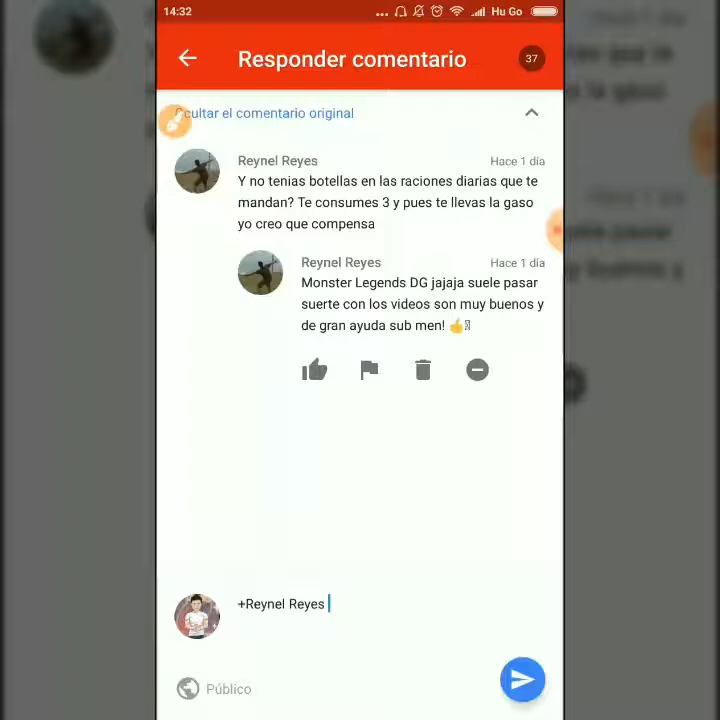 14:32
... Hu Go
Responder comentario
37
cultar el comentario original
Reynel Reyes
Hace 1 día
Y no tenias botellas en las raciones diarias que te
mandan? Te consumes 3 y pues te llevas la gaso
yo creo que compensa
Reynel Reyes
Hace 1 día
Monster Legends DG jajaja suele pasar
suerte con los videos son muy buenos y
de gran ayuda sub men! 👍
+Reynel Reyes
Público